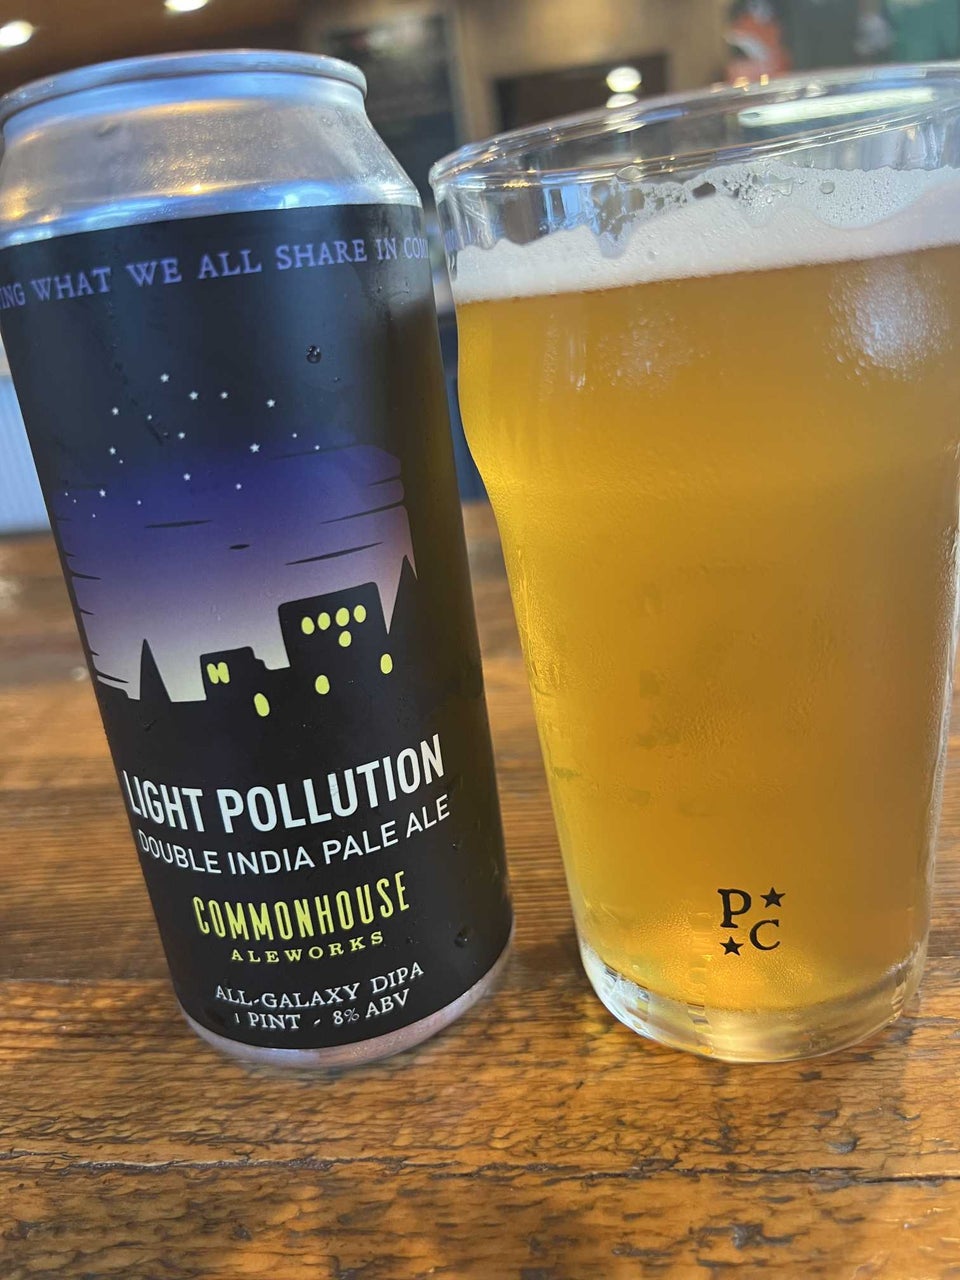 WHAT WE ALL SHARE IN
LIGHT POLLUTION
DOUBLE INDIA PALE ALE
COMMONHOUSE
ALEWORKS
ALL-GALAXY DIPA
1 PINT - 8% ABV
P★
★C